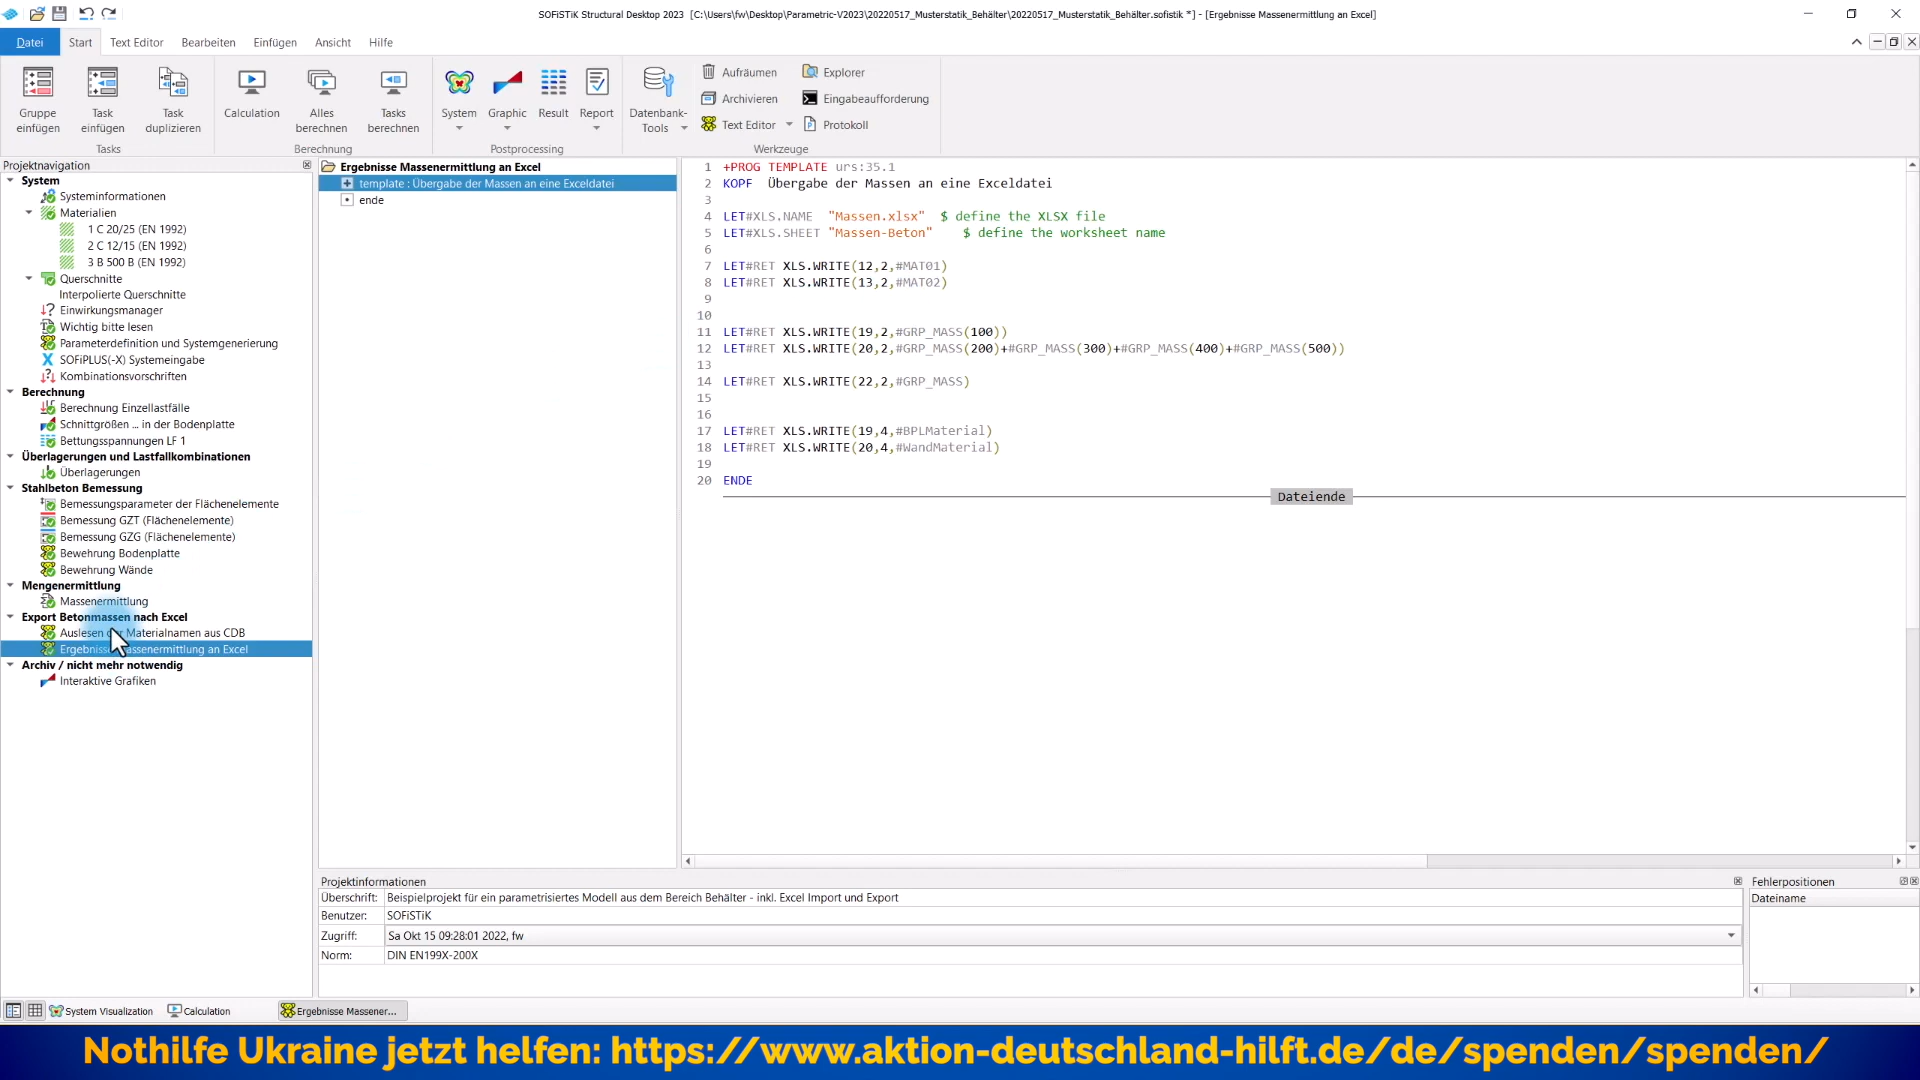 SOFiSTiK Structural Desktop 2023 [C:\Users\fw\Desktop\Parametric-V2023\20220517_Musterstatik_Behälter\20220517_Musterstatik_Behälter.sofistik *] - [Ergebnisse Massenermittlung an Excel]
Datei Start Text Editor Bearbeiten Einfügen Ansicht Hilfe
Gruppe einfügen
Task einfügen
Task duplizieren
Tasks
Calculation
Alles berechnen
Tasks berechnen
Berechnung
System
Graphic
Result
Report
Postprocessing
Datenbank-Tools
Aufräumen
Archivieren
Text Editor
Explorer
Eingabeaufforderung
Protokoll
Werkzeuge
Projektnavigation
System
Systeminformationen
Materialien
1 C 20/25 (EN 1992)
2 C 12/15 (EN 1992)
3 B 500 B (EN 1992)
Querschnitte
Interpolierte Querschnitte
Einwirkungsmanager
Wichtig bitte lesen
Parameterdefinition und Systemgenerierung
SOFiPLUS(-X) Systemeingabe
Kombinationsvorschriften
Berechnung
Berechnung Einzellastfälle
Schnittgrößen ... in der Bodenplatte
Bettungsspannungen LF 1
Überlagerungen und Lastfallkombinationen
Überlagerungen
Stahlbeton Bemessung
Bemessungsparameter der Flächenelemente
Bemessung GZT (Flächenelemente)
Bemessung GZG (Flächenelemente)
Bewehrung Bodenplatte
Bewehrung Wände
Mengenermittlung
Massenermittlung
Export Betonmassen nach Excel
Auslesen der Materialnamen aus CDB
Ergebnisse Massenermittlung an Excel
Archiv / nicht mehr notwendig
Interaktive Grafiken
Ergebnisse Massenermittlung an Excel
template : Übergabe der Massen an eine Exceldatei
ende
1 +PROG TEMPLATE urs:35.1
2 KOPF Übergabe der Massen an eine Exceldatei
3
4 LET#XLS.NAME "Massen.xlsx" $ define the XLSX file
5 LET#XLS.SHEET "Massen-Beton" $ define the worksheet name
6
7 LET#RET XLS.WRITE(12,2,#MAT01)
8 LET#RET XLS.WRITE(13,2,#MAT02)
9
10
11 LET#RET XLS.WRITE(19,2,#GRP_MASS(100))
12 LET#RET XLS.WRITE(20,2,#GRP_MASS(200)+#GRP_MASS(300)+#GRP_MASS(400)+#GRP_MASS(500))
13
14 LET#RET XLS.WRITE(22,2,#GRP_MASS)
15
16
17 LET#RET XLS.WRITE(19,4,#BPLMaterial)
18 LET#RET XLS.WRITE(20,4,#WandMaterial)
19
20 ENDE
Dateiende
Projektinformationen
Überschrift: Beispielprojekt für ein parametrisiertes Modell aus dem Bereich Behälter - inkl. Excel Import und Export
Benutzer: SOFiSTiK
Zugriff: Sa Okt 15 09:28:01 2022, fw
Norm: DIN EN199X-200X
Fehlerpositionen
Dateiname
System Visualization
Calculation
Ergebnisse Massener...
Nothilfe Ukraine jetzt helfen: https://www.aktion-deutschland-hilft.de/de/spenden/spenden/